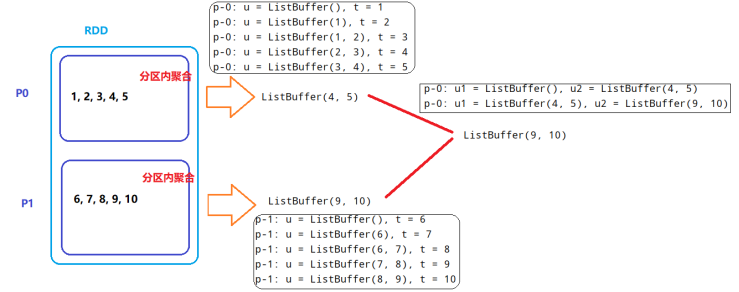 RDD
P0
分区内聚合
1, 2, 3, 4, 5
p-0: u = ListBuffer(), t = 1
p-0: u = ListBuffer(1), t = 2
p-0: u = ListBuffer(1, 2), t = 3
p-0: u = ListBuffer(2, 3), t = 4
p-0: u = ListBuffer(3, 4), t = 5
ListBuffer(4, 5)
p-0: u1 = ListBuffer(), u2 = ListBuffer(4, 5)
p-0: u1 = ListBuffer(4, 5), u2 = ListBuffer(9, 10)
ListBuffer(9, 10)
P1
分区内聚合
6, 7, 8, 9, 10
ListBuffer(9, 10)
p-1: u = ListBuffer(), t = 6
p-1: u = ListBuffer(6), t = 7
p-1: u = ListBuffer(6, 7), t = 8
p-1: u = ListBuffer(7, 8), t = 9
p-1: u = ListBuffer(8, 9), t = 10